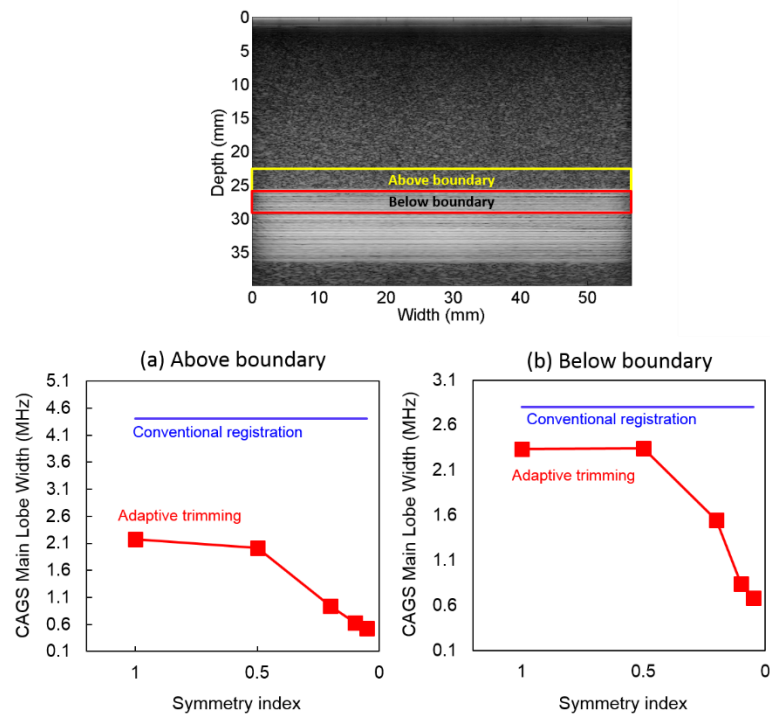 0
5
10
15
20
25
30
35
Depth (mm)
Above boundary
Below boundary
0 10 20 30 40 50
Width (mm)
(a) Above boundary
5.1
4.6
4.1
3.6
3.1
2.6
2.1
1.6
1.1
0.6
0.1
CAGS Main Lobe Width (MHz)
Conventional registration
Adaptive trimming
1 0.5 0
Symmetry index
(b) Below boundary
3.1
2.6
2.1
1.6
1.1
0.6
0.1
CAGS Main Lobe Width (MHz)
Conventional registration
Adaptive trimming
1 0.5 0
Symmetry index